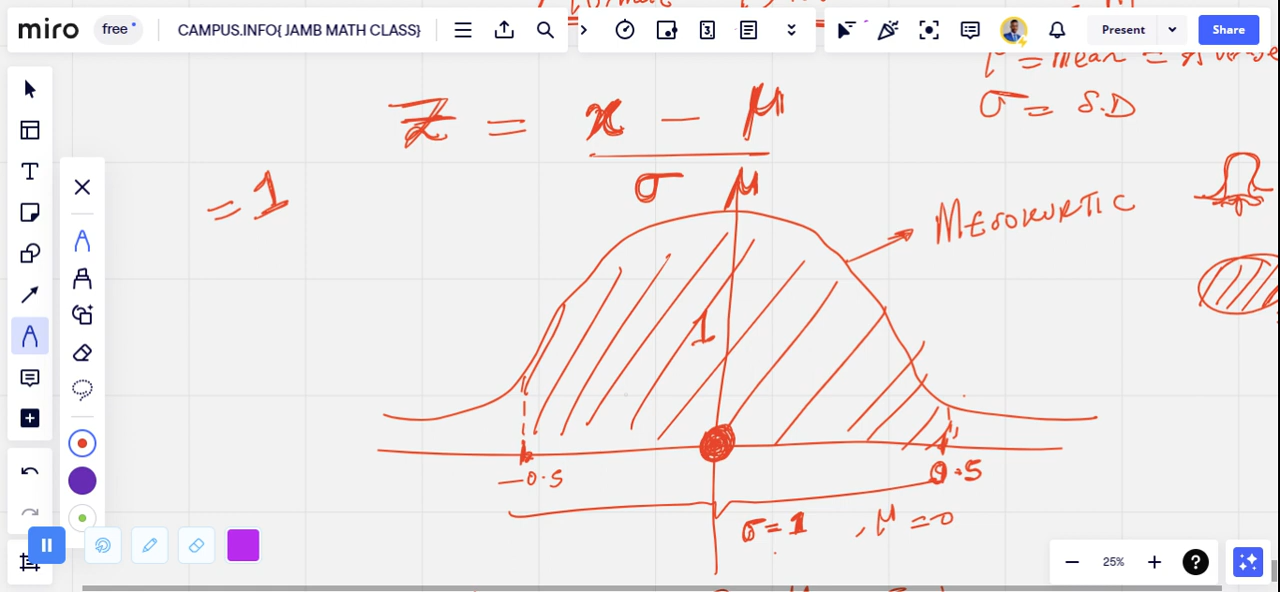 miro
free
CAMPUS.INFO{ JAMB MATH CLASS}
Present
Share
μ = mean = Average
σ = S.D
Z = x - μ
σ
μ
= 1
MESOKURTIC
1
-0.5
0.5
σ = 1 , μ = 0
25%